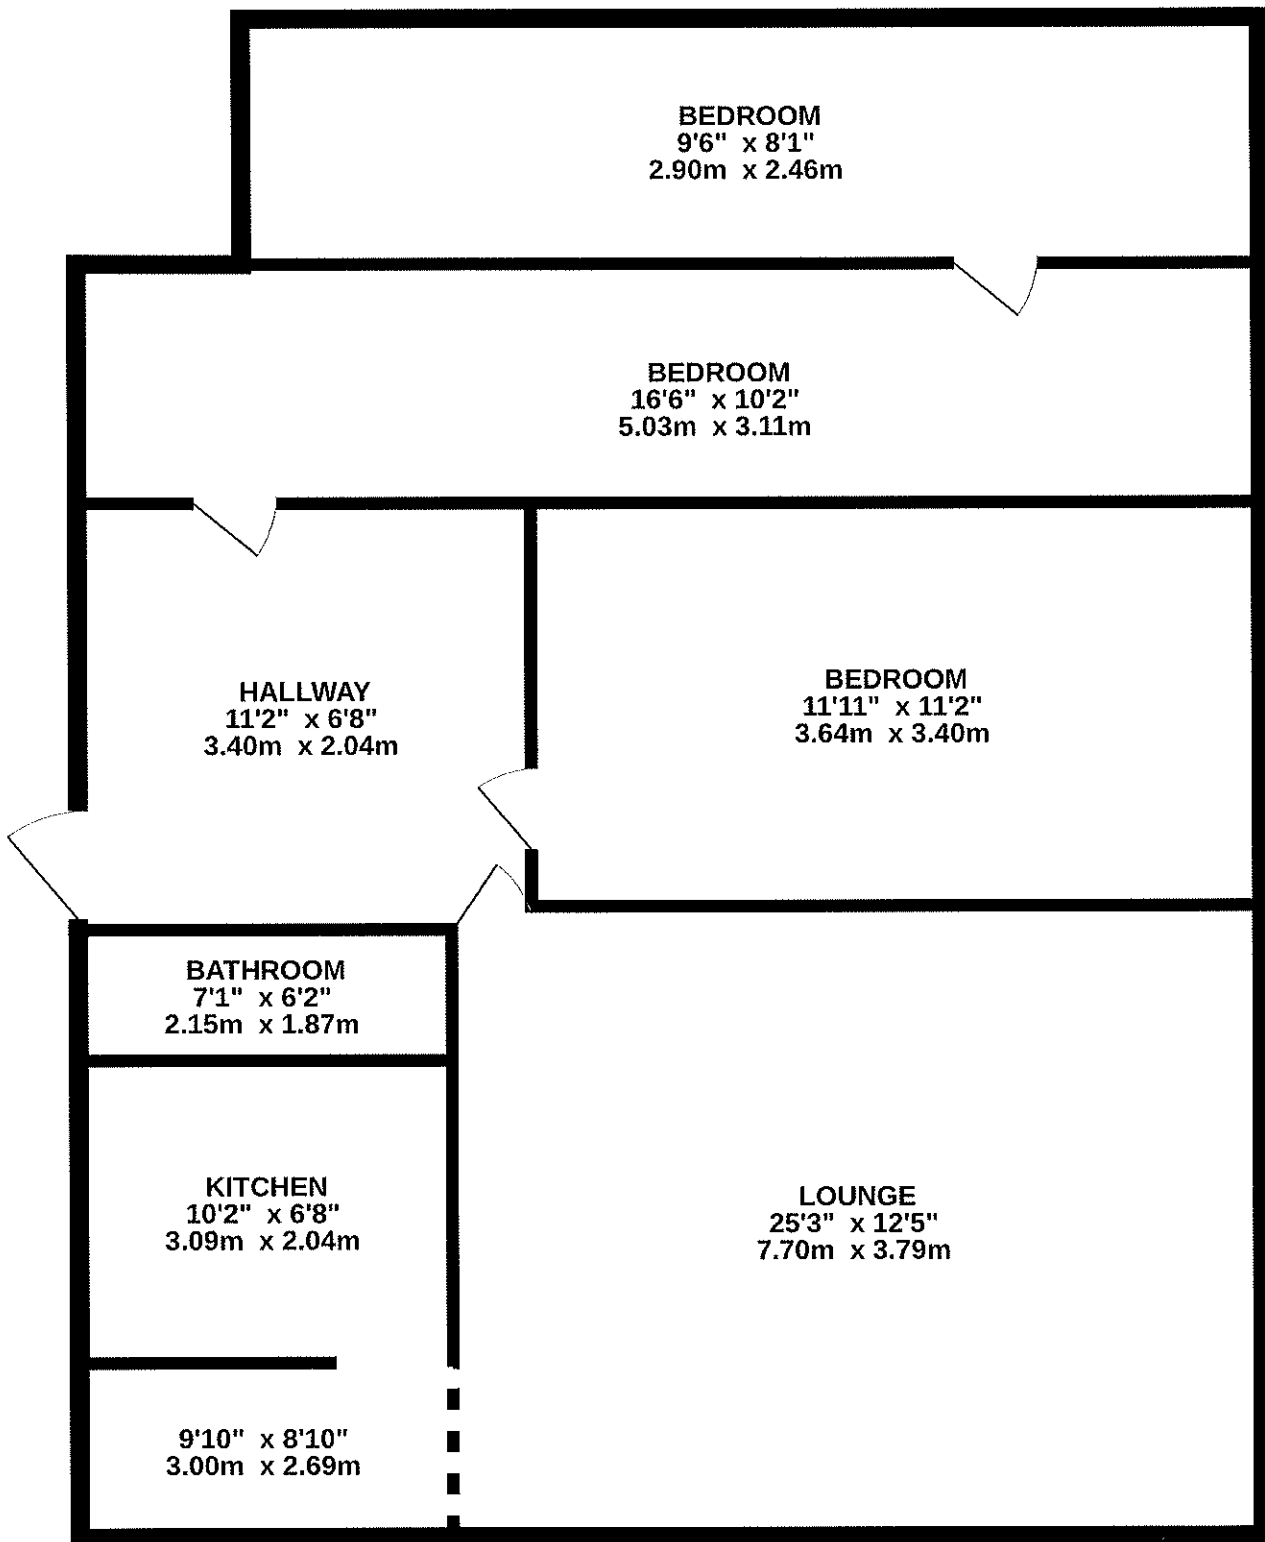 BEDROOM
9'6" x 8'1"
2.90m x 2.46m
BEDROOM
16'6" x 10'2"
5.03m x 3.11m
HALLWAY
11'2" x 6'8"
3.40m x 2.04m
BEDROOM
11'11" x 11'2"
3.64m x 3.40m
BATHROOM
7'1" x 6'2"
2.15m x 1.87m
KITCHEN
10'2" x 6'8"
3.09m x 2.04m
LOUNGE
25'3" x 12'5"
7.70m x 3.79m
9'10" x 8'10"
3.00m x 2.69m